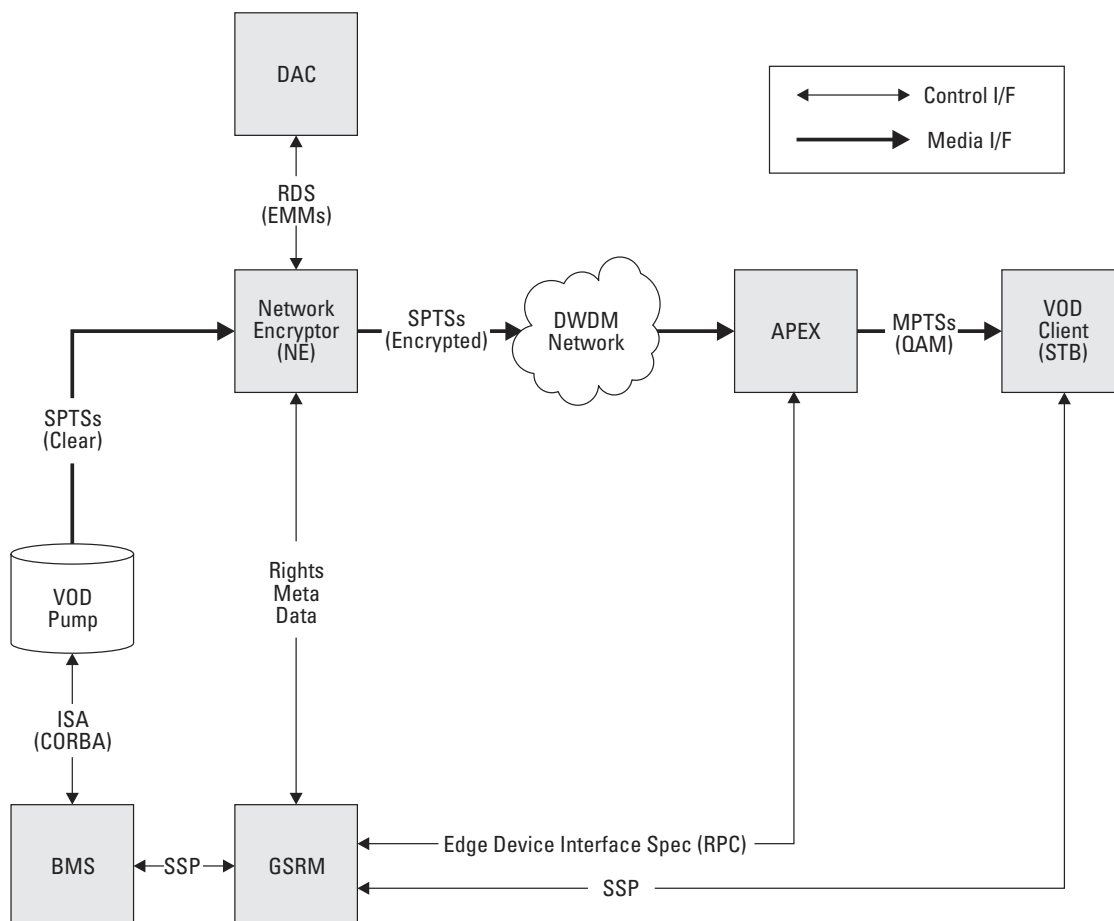 DAC
Control I/F
Media I/F
RDS
(EMMs)
Network
Encryptor
(NE)
SPTSs
(Encrypted)
DWDM
Network
APEX
MPTSs
(QAM)
VOD
Client
(STB)
SPTSs
(Clear)
VOD
Pump
Rights
Meta
Data
ISA
(CORBA)
BMS
SSP
GSRM
Edge Device Interface Spec (RPC)
SSP